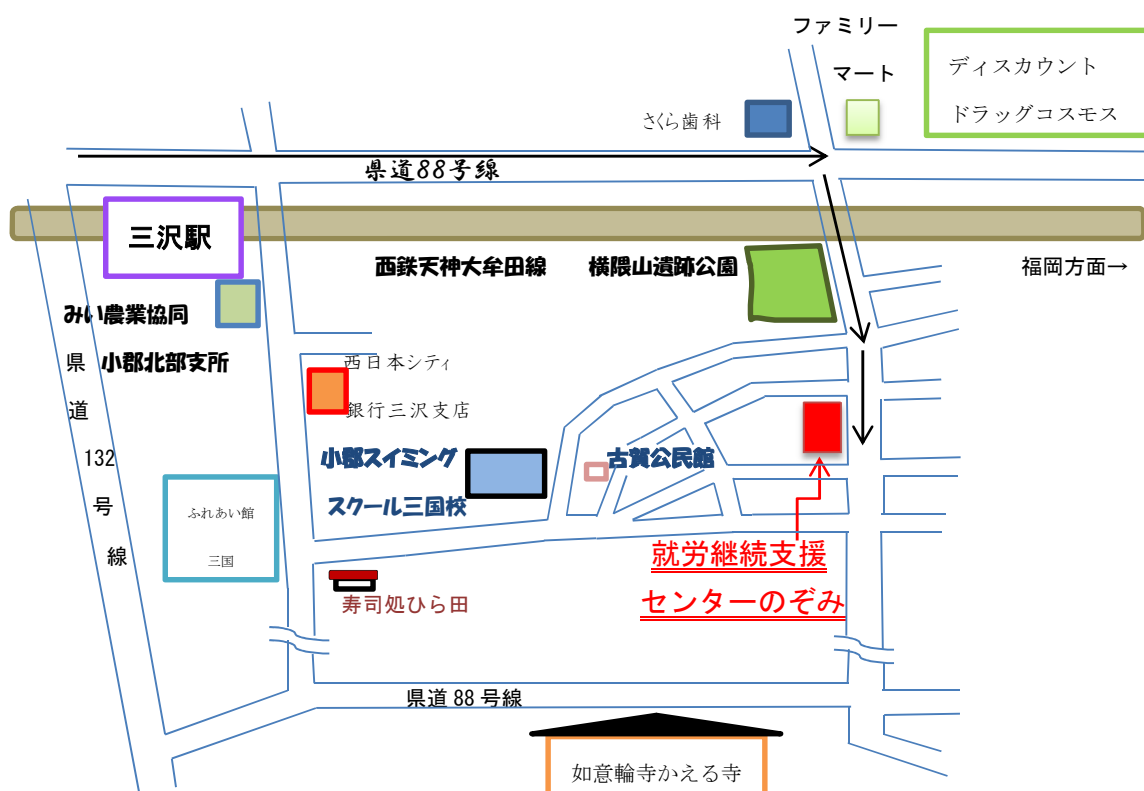 ファミリー
マート
ディスカウント
ドラッグコスモス
さくら歯科
県道88号線
三沢駅
西鉄天神大牟田線
横隈山遺跡公園
福岡方面→
みい農業協同
小郡北部支所
県道132号線
西日本シティ
銀行三沢支店
小郡スイミング
スクール三国校
古賀公民館
ふれあい館
三国
就労継続支援
センターのぞみ
寿司処ひら田
県道88号線
如意輪寺かえる寺